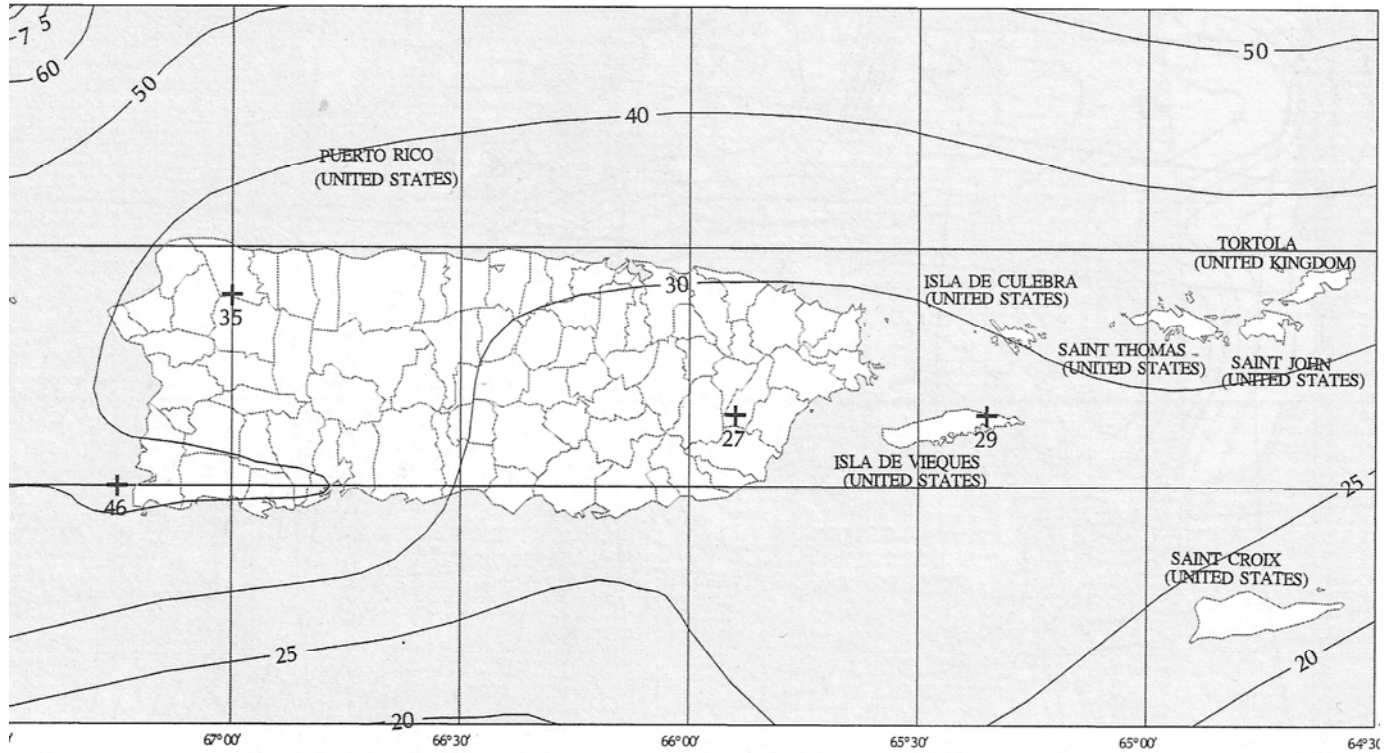 -7 5
60
50
50
40
PUERTO RICO
(UNITED STATES)
TORTOLA
(UNITED KINGDOM)
ISLA DE CULEBRA
(UNITED STATES)
30
35
SAINT THOMAS
(UNITED STATES)
SAINT JOHN
(UNITED STATES)
27
29
ISLA DE VIEQUES
(UNITED STATES)
46
25
SAINT CROIX
(UNITED STATES)
25
20
20
67°00'
66°30'
66°00'
65°30'
65°00'
64°30